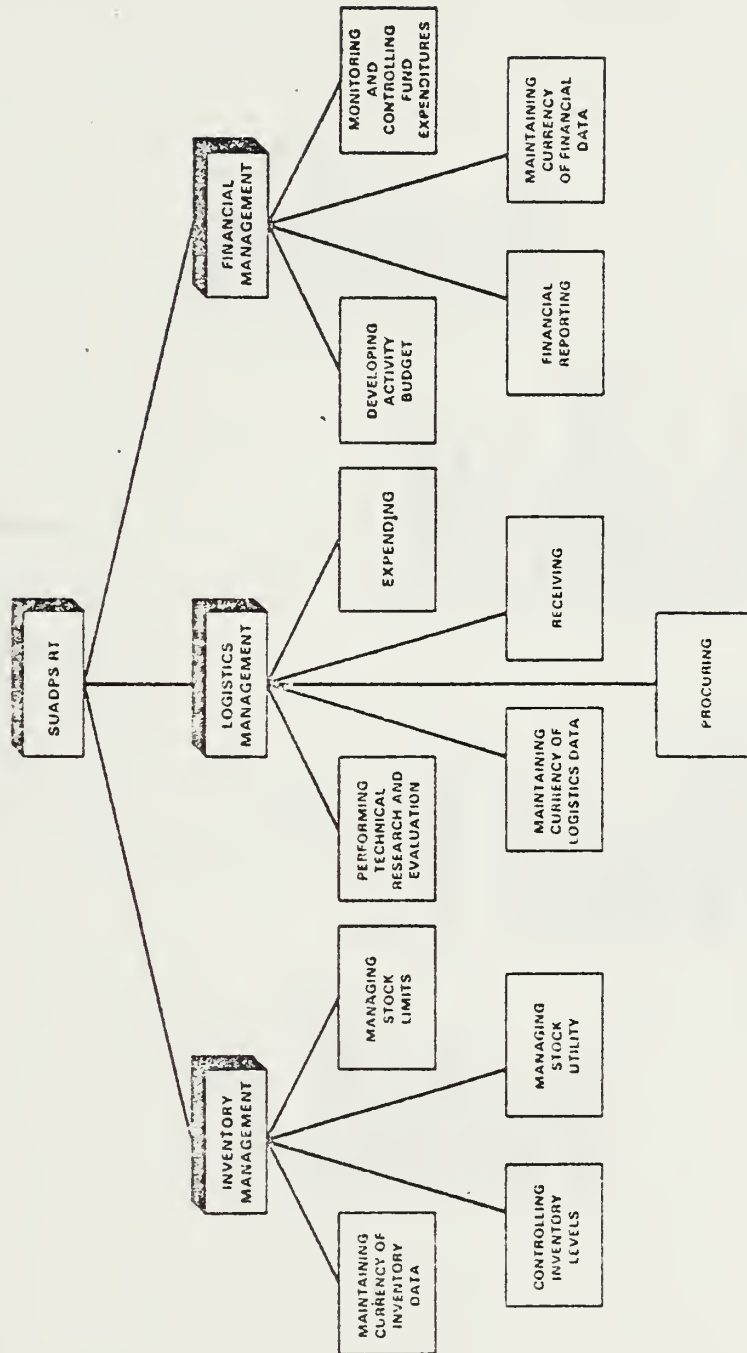 SUADPS RT
INVENTORY
MANAGEMENT
LOGISTICS
MANAGEMENT
FINANCIAL
MANAGEMENT
MAINTAINING
CURRENCY OF
INVENTORY
DATA
MANAGING
STOCK
LIMITS
PERFORMING
TECHNICAL
RESEARCH AND
EVALUATION
EXPENDING
DEVELOPING
ACTIVITY
BUDGET
MONITORING
AND
CONTROLLING
FUND
EXPENDITURES
CONTROLLING
INVENTORY
LEVELS
MANAGING
STOCK
UTILITY
MAINTAINING
CURRENCY OF
LOGISTICS DATA
RECEIVING
FINANCIAL
REPORTING
MAINTAINING
CURRENCY
OF FINANCIAL
DATA
PROCURING